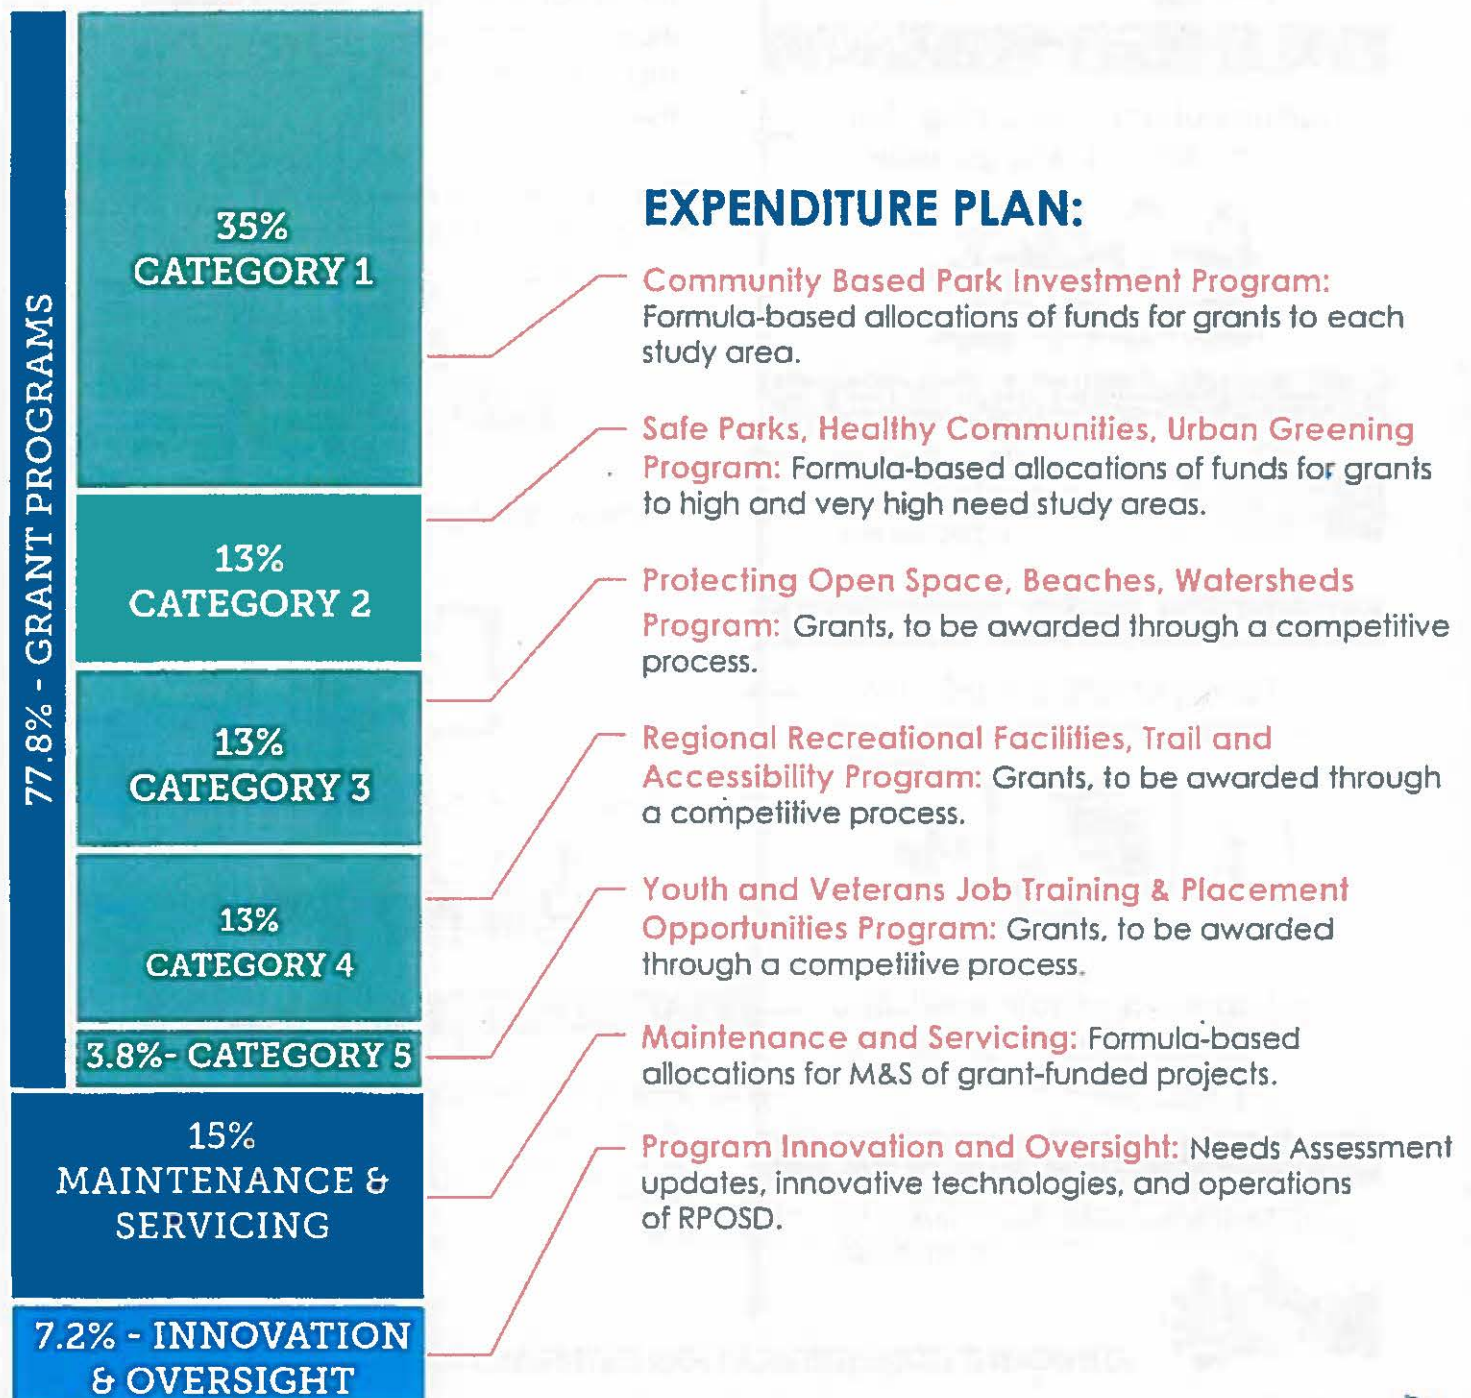 77.8% - GRANT PROGRAMS
35%
CATEGORY 1
13%
CATEGORY 2
13%
CATEGORY 3
13%
CATEGORY 4
3.8%- CATEGORY 5
15%
MAINTENANCE &
SERVICING
7.2% - INNOVATION
& OVERSIGHT
EXPENDITURE PLAN:
Community Based Park Investment Program:
Formula-based allocations of funds for grants to each
study area.
Safe Parks, Healthy Communities, Urban Greening
Program: Formula-based allocations of funds for grants
to high and very high need study areas.
Protecting Open Space, Beaches, Watersheds
Program: Grants, to be awarded through a competitive
process.
Regional Recreational Facilities, Trail and
Accessibility Program: Grants, to be awarded through
a competitive process.
Youth and Veterans Job Training & Placement
Opportunities Program: Grants, to be awarded
through a competitive process.
Maintenance and Servicing: Formula-based
allocations for M&S of grant-funded projects.
Program Innovation and Oversight: Needs Assessment
updates, innovative technologies, and operations
of RPOSD.